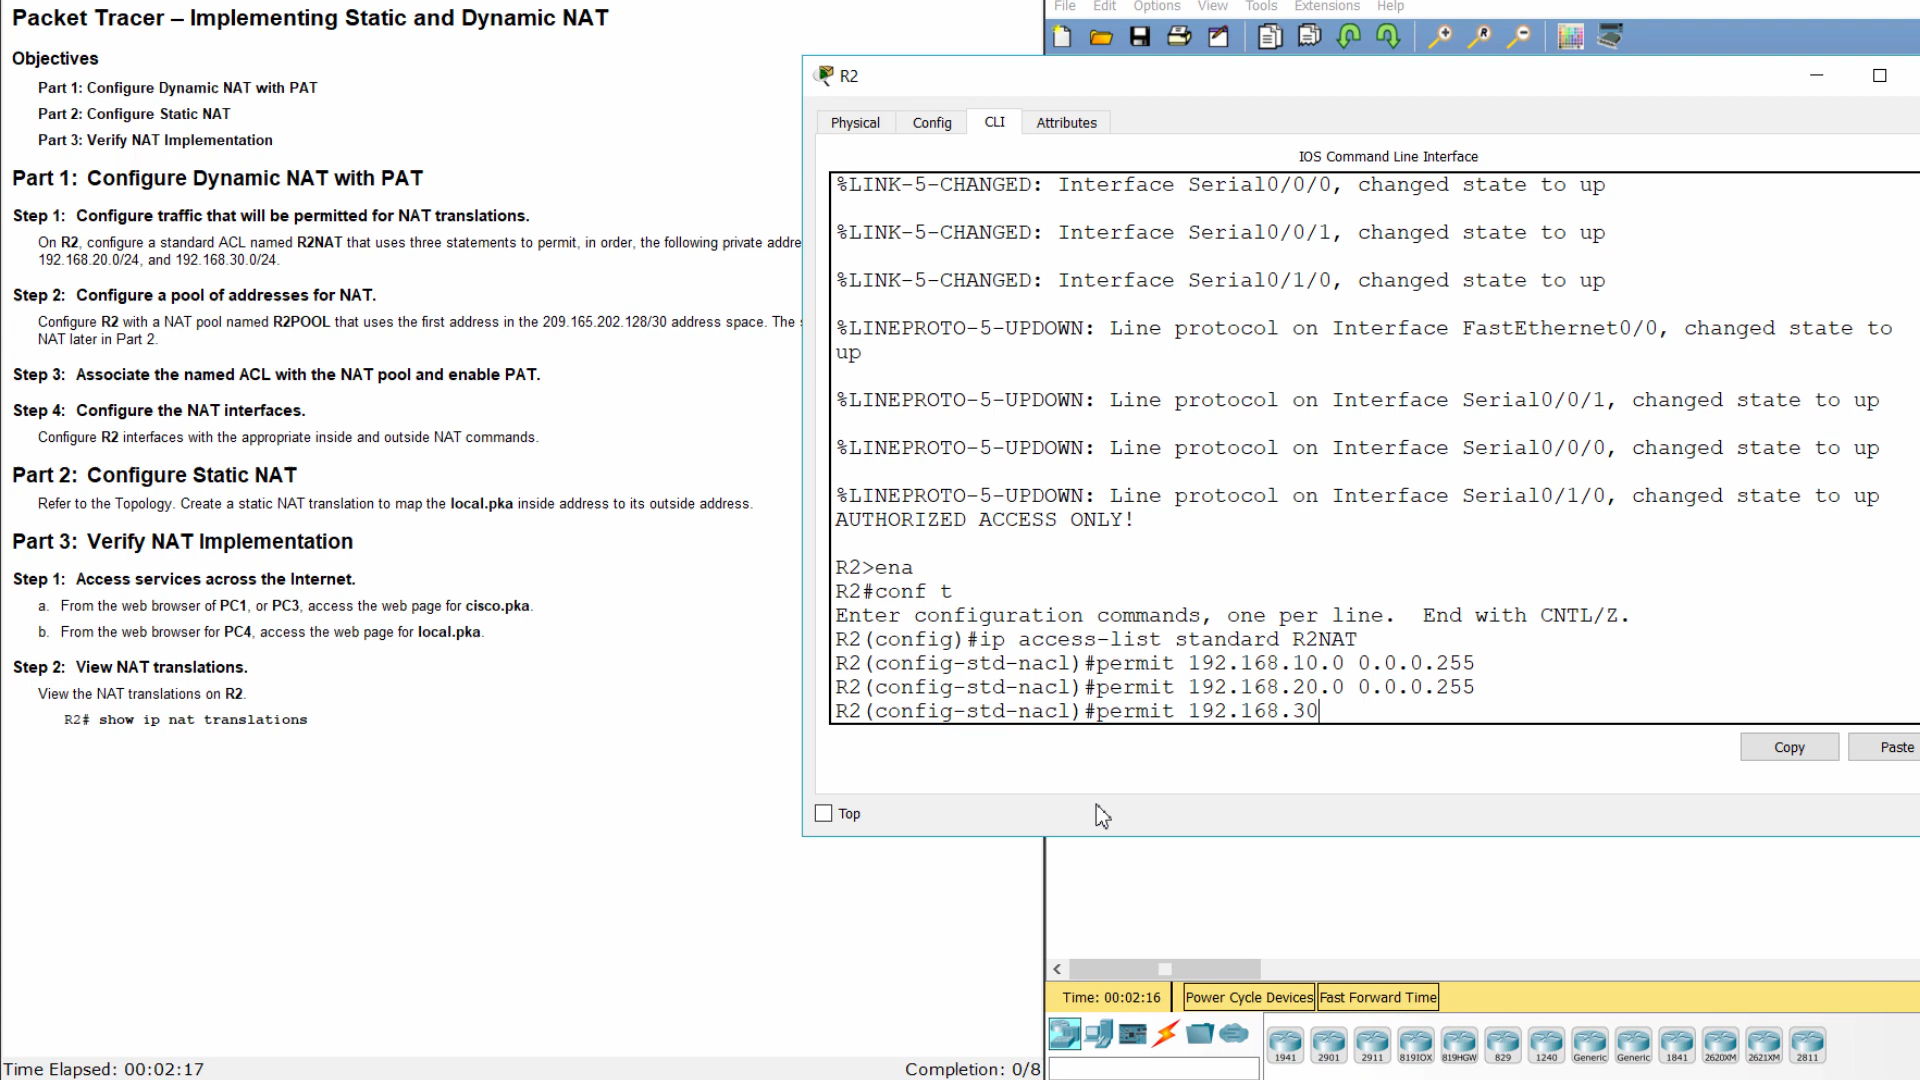 Packet Tracer – Implementing Static and Dynamic NAT
Objectives
Part 1: Configure Dynamic NAT with PAT
Part 2: Configure Static NAT
Part 3: Verify NAT Implementation
Part 1: Configure Dynamic NAT with PAT
Step 1: Configure traffic that will be permitted for NAT translations.
On R2, configure a standard ACL named R2NAT that uses three statements to permit, in order, the following private addre
192.168.20.0/24, and 192.168.30.0/24.
Step 2: Configure a pool of addresses for NAT.
Configure R2 with a NAT pool named R2POOL that uses the first address in the 209.165.202.128/30 address space. The
NAT later in Part 2.
Step 3: Associate the named ACL with the NAT pool and enable PAT.
Step 4: Configure the NAT interfaces.
Configure R2 interfaces with the appropriate inside and outside NAT commands.
Part 2: Configure Static NAT
Refer to the Topology. Create a static NAT translation to map the local.pka inside address to its outside address.
Part 3: Verify NAT Implementation
Step 1: Access services across the Internet.
a. From the web browser of PC1, or PC3, access the web page for cisco.pka.
b. From the web browser for PC4, access the web page for local.pka.
Step 2: View NAT translations.
View the NAT translations on R2.
R2# show ip nat translations
Time Elapsed: 00:02:17
Completion: 0/8
File Edit Options View Tools Extensions Help
R2
Physical Config CLI Attributes
IOS Command Line Interface
%LINK-5-CHANGED: Interface Serial0/0/0, changed state to up
%LINK-5-CHANGED: Interface Serial0/0/1, changed state to up
%LINK-5-CHANGED: Interface Serial0/1/0, changed state to up
%LINEPROTO-5-UPDOWN: Line protocol on Interface FastEthernet0/0, changed state to
up
%LINEPROTO-5-UPDOWN: Line protocol on Interface Serial0/0/1, changed state to up
%LINEPROTO-5-UPDOWN: Line protocol on Interface Serial0/0/0, changed state to up
%LINEPROTO-5-UPDOWN: Line protocol on Interface Serial0/1/0, changed state to up
AUTHORIZED ACCESS ONLY!
R2>ena
R2#conf t
Enter configuration commands, one per line. End with CNTL/Z.
R2(config)#ip access-list standard R2NAT
R2(config-std-nacl)#permit 192.168.10.0 0.0.0.255
R2(config-std-nacl)#permit 192.168.20.0 0.0.0.255
R2(config-std-nacl)#permit 192.168.30
Copy Paste
Top
Time: 00:02:16 Power Cycle Devices Fast Forward Time
1941 2901 2911 819IOX 819HGW 829 1240 Generic Generic 1841 2620XM 2621XM 2811